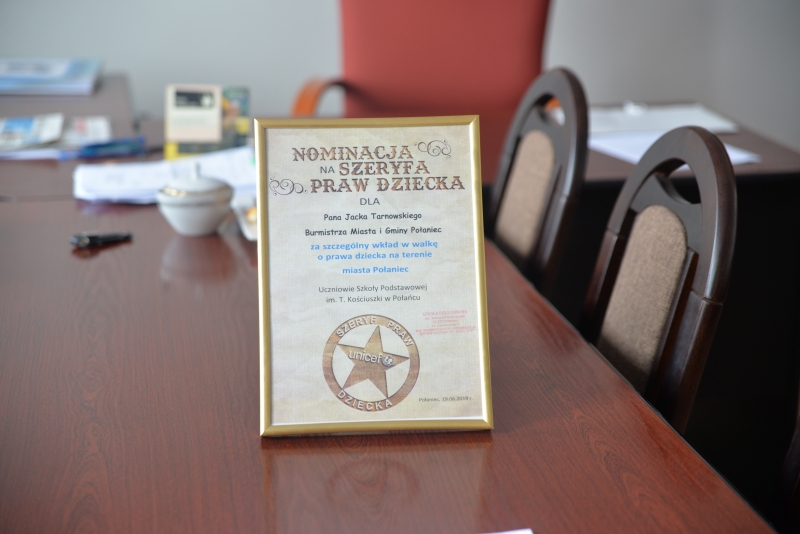 NOMINACJA
NA SZERYFA
PRAW DZIECKA
DLA
Pana Jacka Tarnowskiego
Burmistrza Miasta i Gminy Połaniec
za szczególny wkład w walkę
o prawa dziecka na terenie
miasta Połaniec
Uczniowie Szkoły Podstawowej
im. T. Kościuszki w Połańcu
SZERYF PRAW
unicef
DZIECKA
Połaniec,